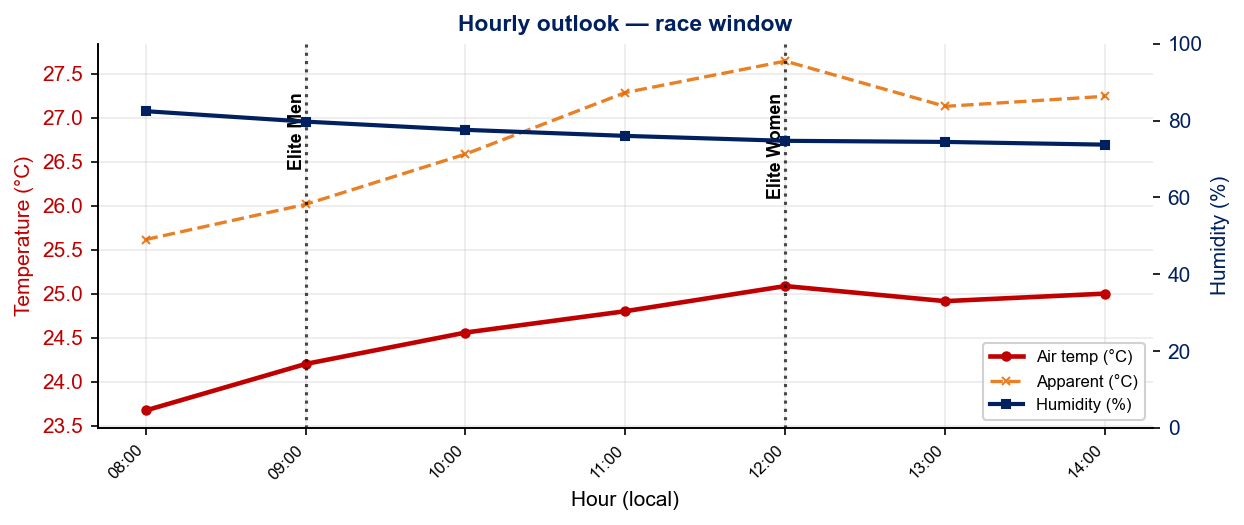 Hourly outlook — race window
Temperature (°C)
27.5
27.0
26.5
26.0
25.5
25.0
24.5
24.0
23.5
Elite Men
Elite Women
100
80
60
40
20
0
Humidity (%)
Air temp (°C)
Apparent (°C)
Humidity (%)
08:00
09:00
10:00
11:00
12:00
13:00
14:00
Hour (local)